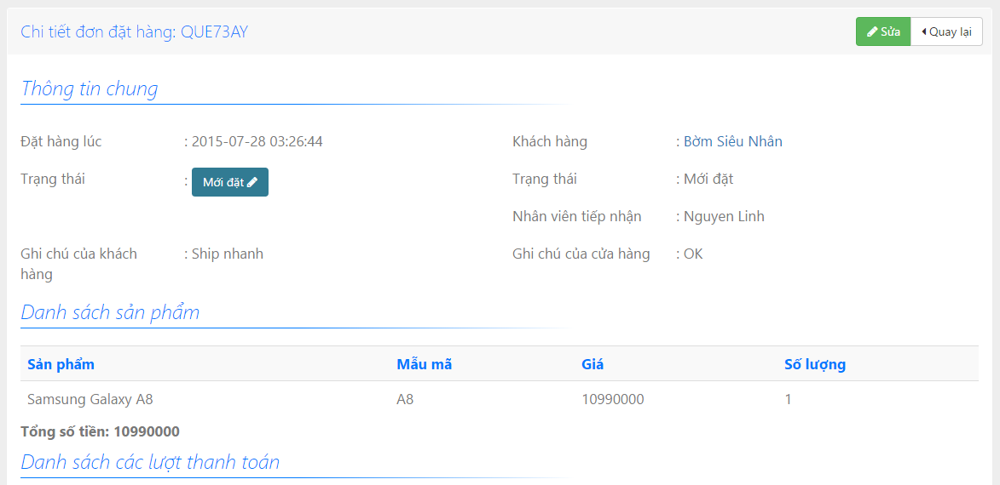 Chi tiết đơn đặt hàng: QUE73AY
Sửa
Quay lại
Thông tin chung
Đặt hàng lúc : 2015-07-28 03:26:44 Khách hàng : Bờm Siêu Nhân
Trạng thái : Mới đặt Trạng thái : Mới đặt
Nhân viên tiếp nhận : Nguyen Linh
Ghi chú của khách hàng : Ship nhanh Ghi chú của cửa hàng : OK
Danh sách sản phẩm
Sản phẩm Mẫu mã Giá Số lượng
Samsung Galaxy A8 A8 10990000 1
Tổng số tiền: 10990000
Danh sách các lượt thanh toán